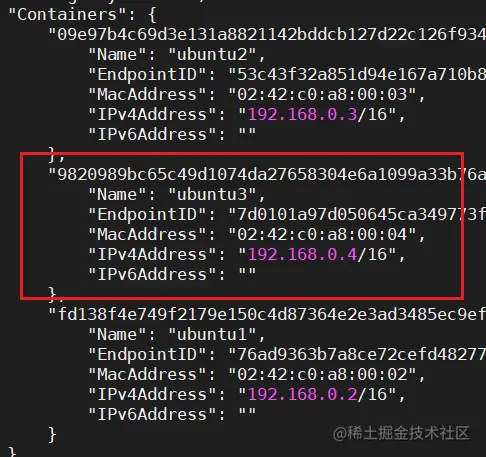 "Containers": {
"09e97b4c69d3e131a8821142bddcb127d22c126f934
"Name": "ubuntu2",
"EndpointID": "53c43f32a851d94e167a710b8
"MacAddress": "02:42:c0:a8:00:03",
"IPv4Address": "192.168.0.3/16",
"IPv6Address": ""
},
"9820989bc65c49d1074da27658304e6a1099a33b76a
"Name": "ubuntu3",
"EndpointID": "7d0101a97d050645ca349773f
"MacAddress": "02:42:c0:a8:00:04",
"IPv4Address": "192.168.0.4/16",
"IPv6Address": ""
},
"fd138f4e749f2179e150c4d87364e2e3ad3485ec9ef
"Name": "ubuntu1",
"EndpointID": "76ad9363b7a8ce72cefd48277
"MacAddress": "02:42:c0:a8:00:02",
"IPv4Address": "192.168.0.2/16",
"IPv6Address": ""
}
}
@稀土掘金技术社区